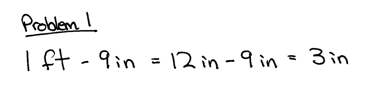 Problem 1
1 ft - 9 in = 12 in - 9 in = 3 in